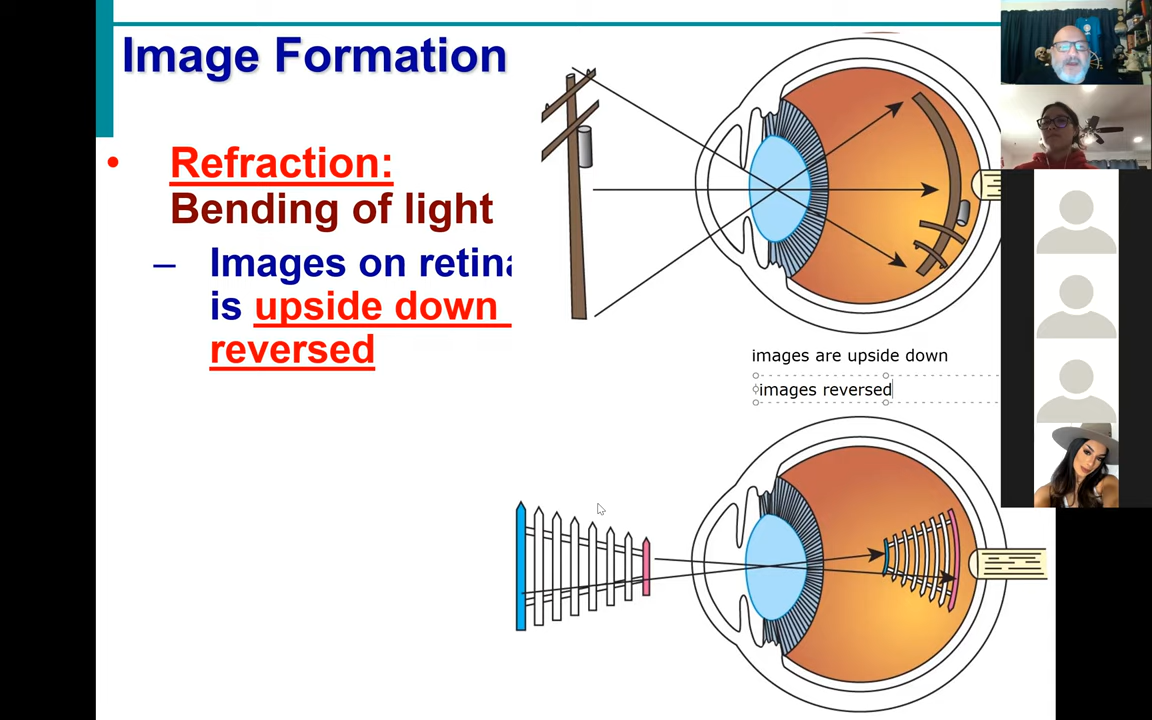 Image Formation
• Refraction:
Bending of light
– Images on retina
is upside down
reversed
images are upside down
images reversed